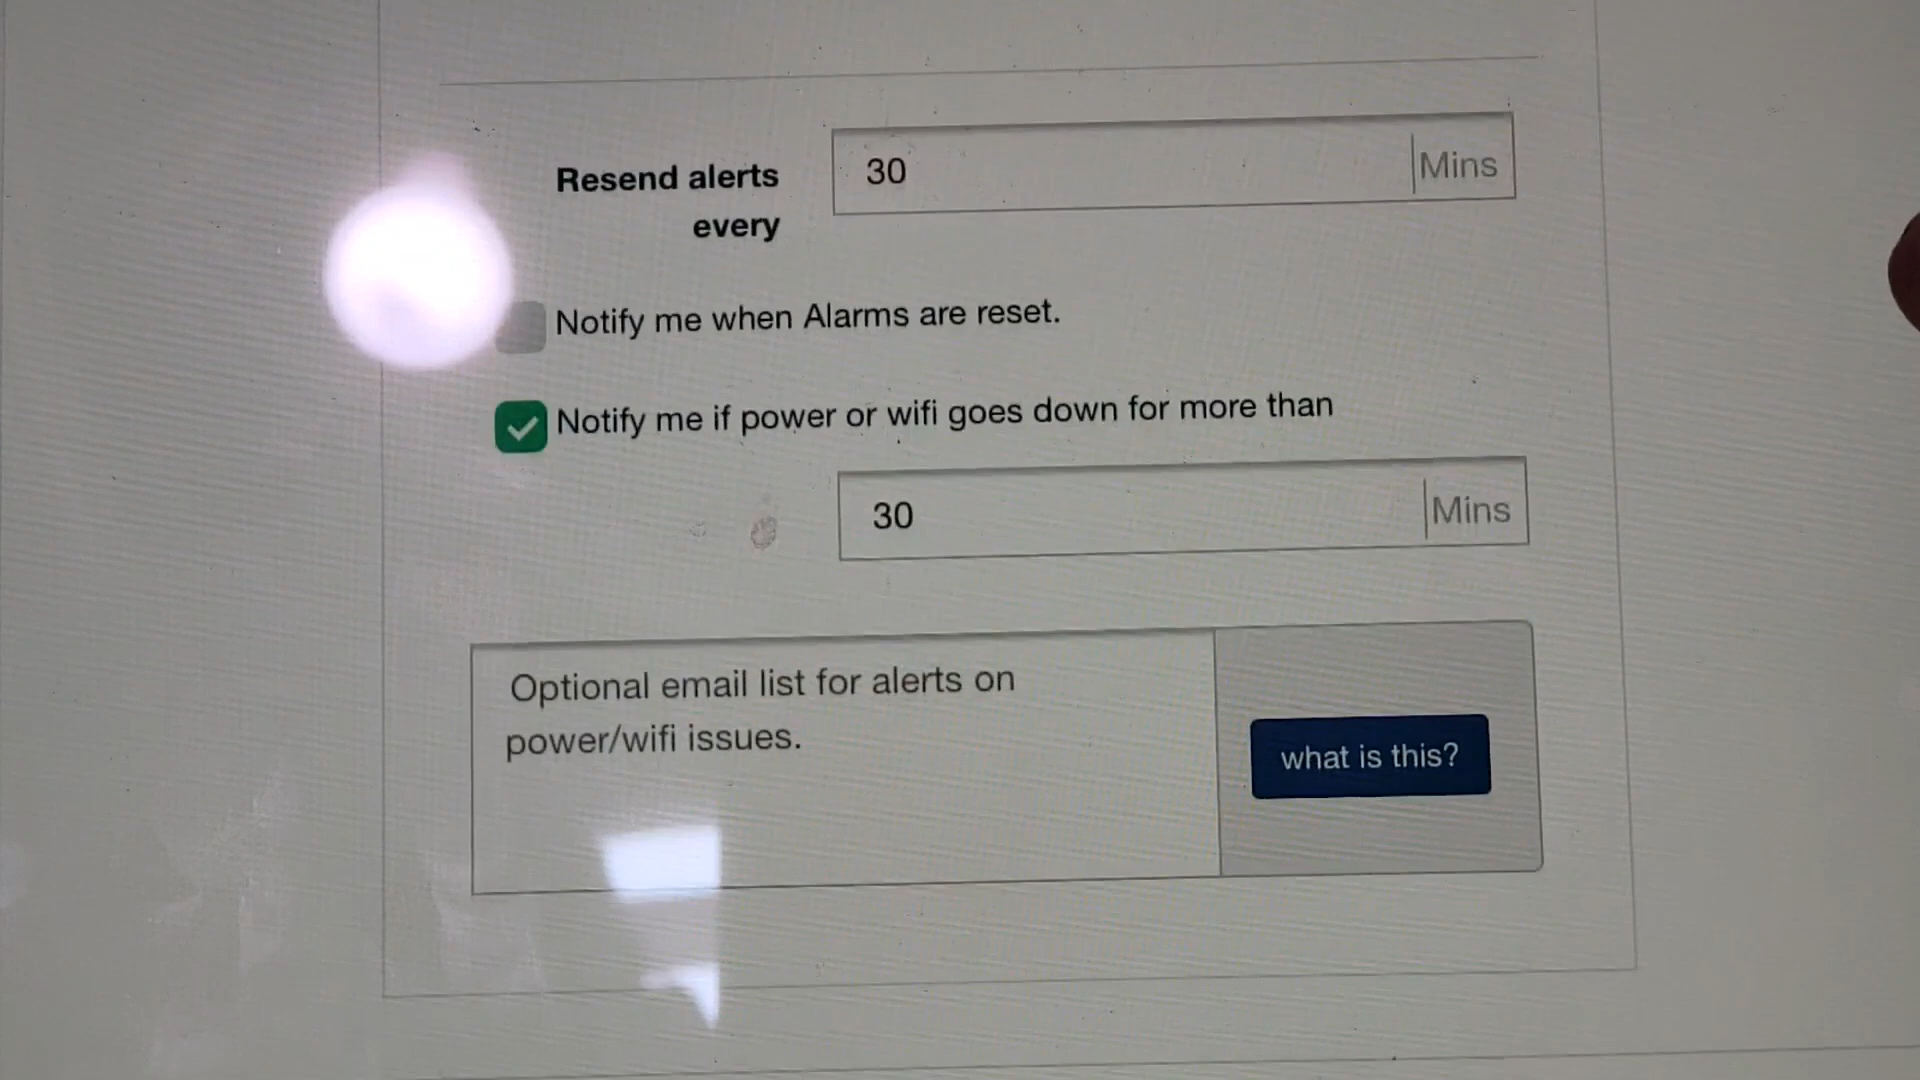 Resend alerts
every
30
Mins
Notify me when Alarms are reset.
Notify me if power or wifi goes down for more than
30
Mins
Optional email list for alerts on
power/wifi issues.
what is this?